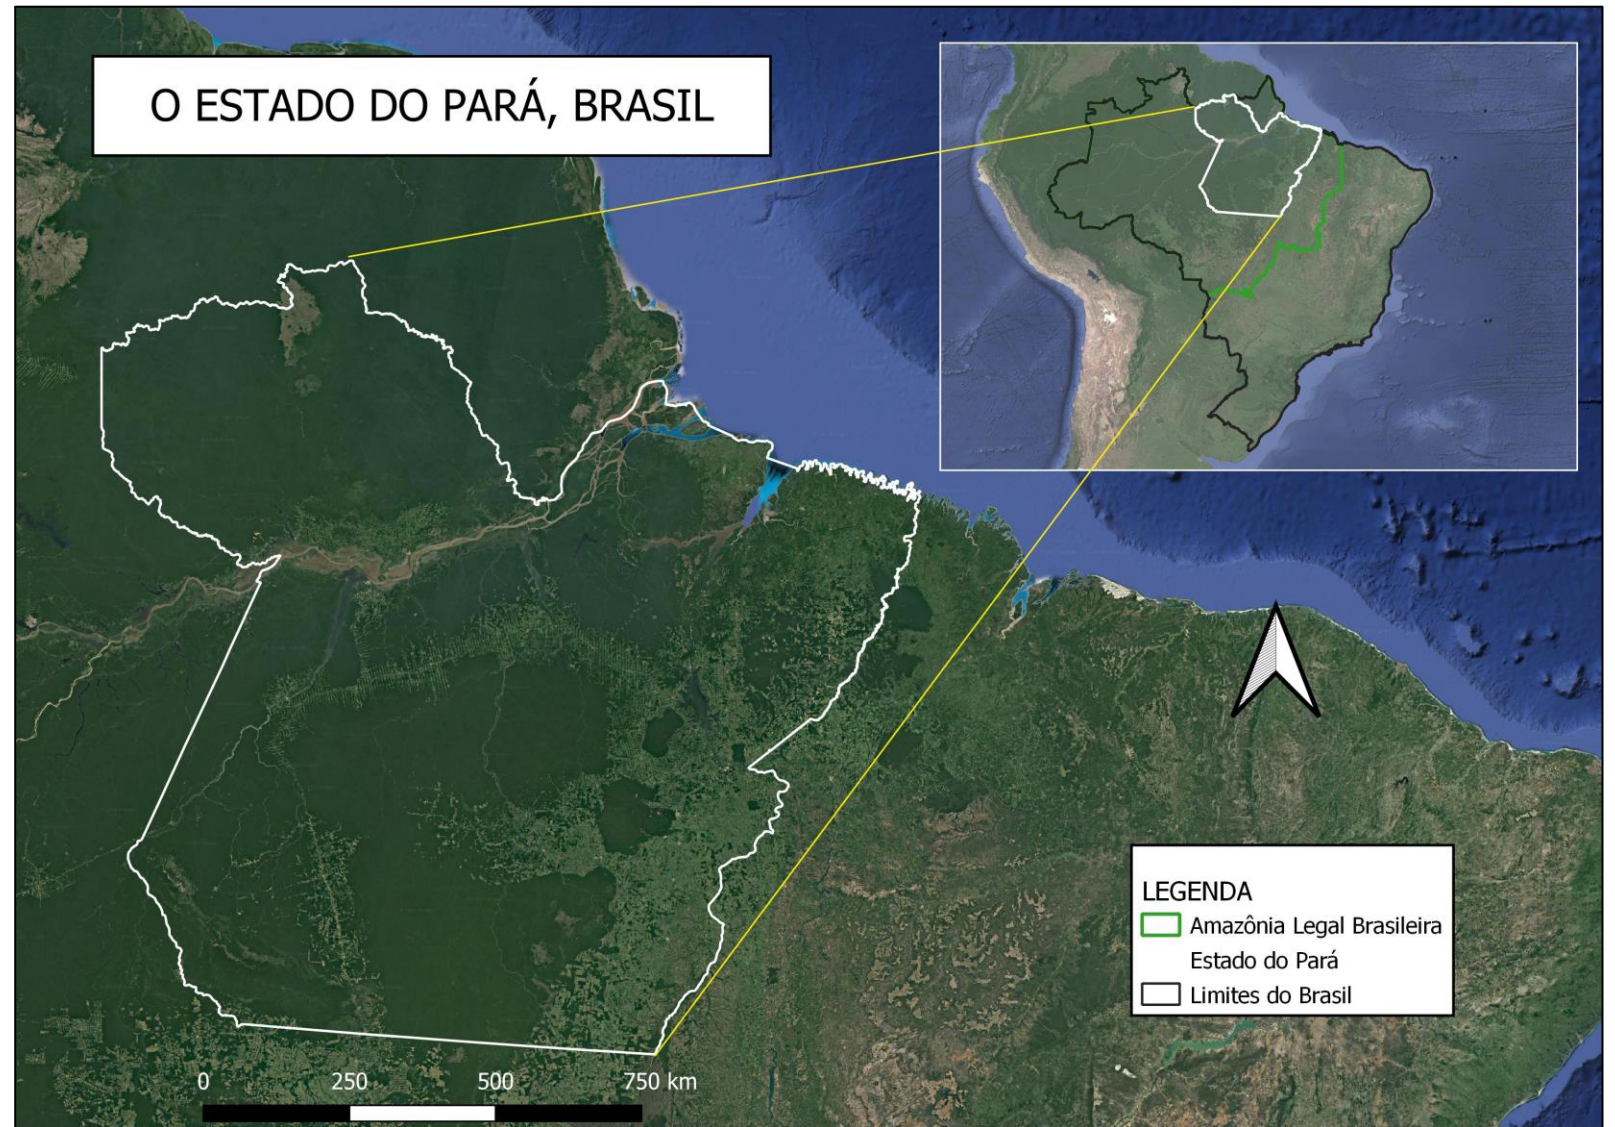 O ESTADO DO PARÁ, BRASIL
LEGENDA
Amazônia Legal Brasileira
Estado do Pará
Limites do Brasil
0 250 500 750 km